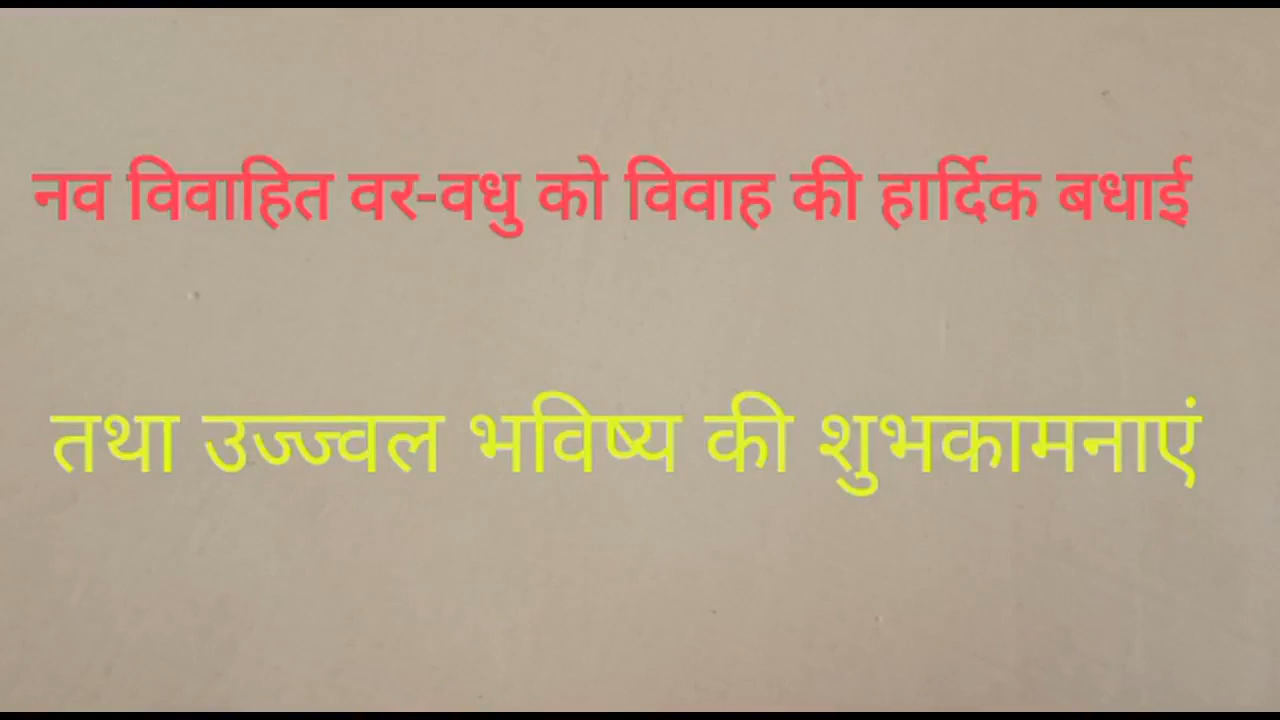 नव विवाहित वर-वधु को विवाह की हार्दिक बधाई
तथा उज्ज्वल भविष्य की शुभकामनाएं